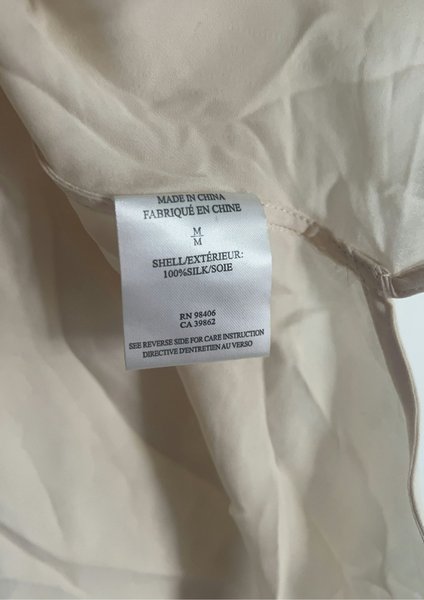 MADE IN CHINA
FABRIQUÉ EN CHINE
M
M
SHELL/EXTÉRIEUR:
100%SILK/SOIE
RN 98406
CA 39862
SEE REVERSE SIDE FOR CARE INSTRUCTION
DIRECTIVE D'ENTRETIEN AU VERSO